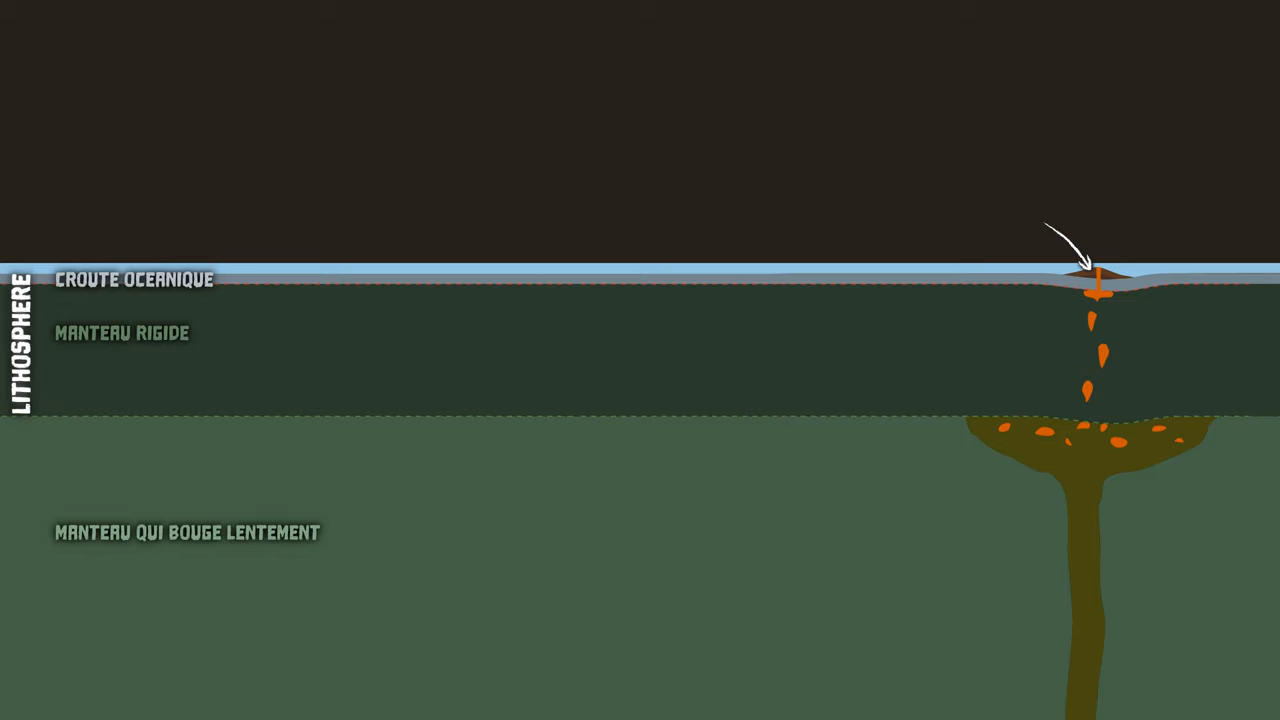 LITHOSPHERE
CROUTE OCEANIQUE
MANTEAU RIGIDE
MANTEAU QUI BOUGE LENTEMENT